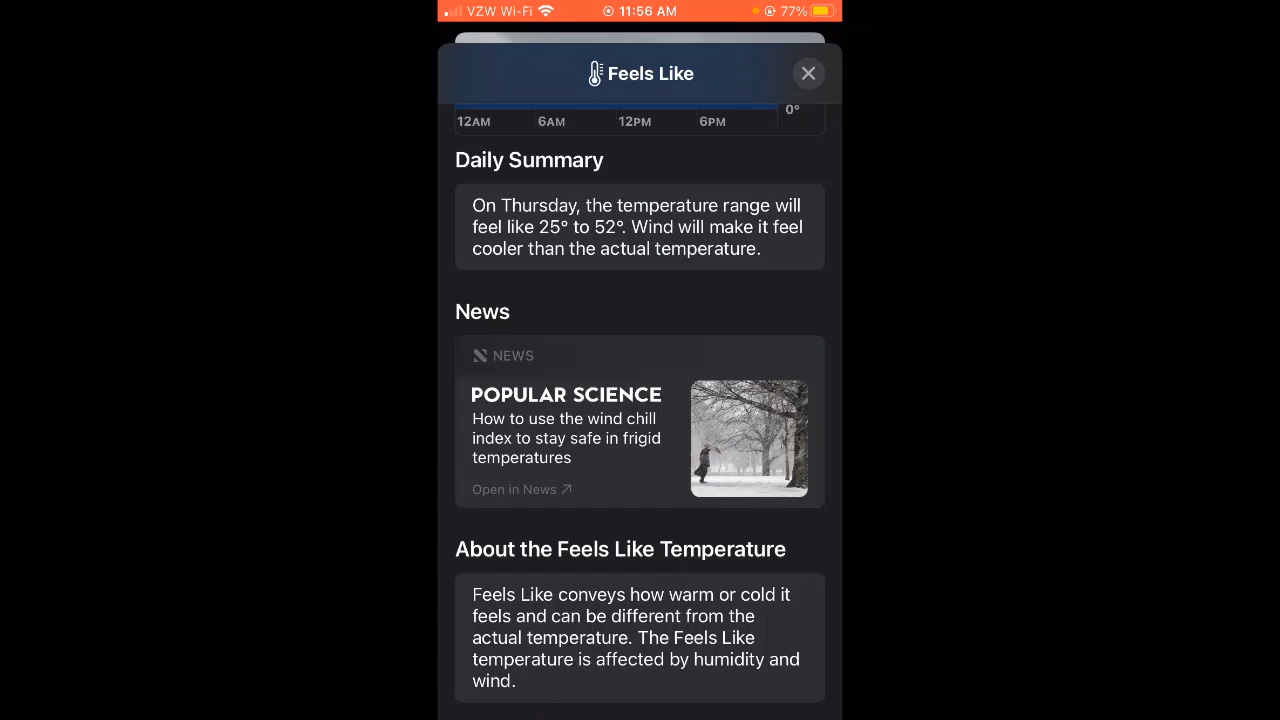 VZW Wi-Fi 11:56 AM 77%
Feels Like
0°
12AM 6AM 12PM 6PM
Daily Summary
On Thursday, the temperature range will
feel like 25° to 52°. Wind will make it feel
cooler than the actual temperature.
News
NEWS
POPULAR SCIENCE
How to use the wind chill
index to stay safe in frigid
temperatures
Open in News
About the Feels Like Temperature
Feels Like conveys how warm or cold it
feels and can be different from the
actual temperature. The Feels Like
temperature is affected by humidity and
wind.